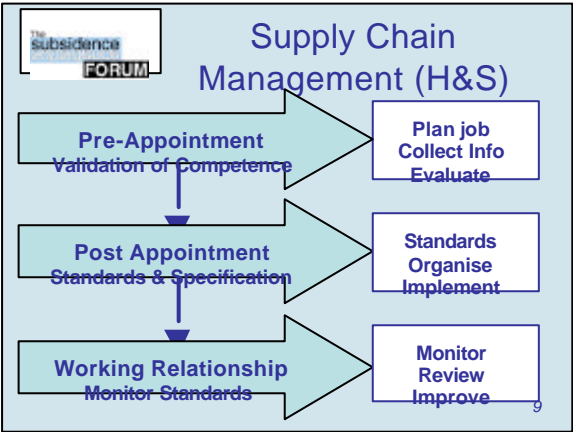 The
subsidence
FORUM
Supply Chain
Management (H&S)
Pre-Appointment
Validation of Competence
Plan job
Collect Info
Evaluate
Post Appointment
Standards & Specification
Standards
Organise
Implement
Working Relationship
Monitor Standards
Monitor
Review
Improve
9